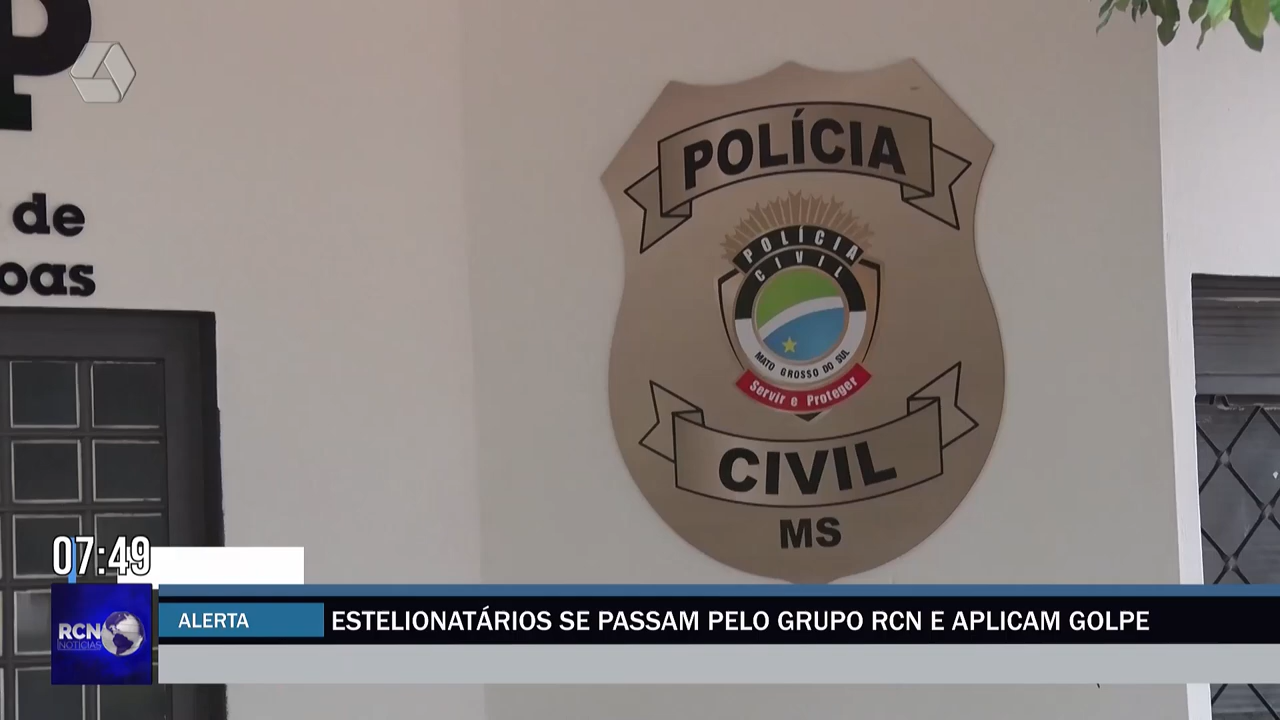 P
de
oas
POLÍCIA
POLÍCIA
CIVIL
MATO GROSSO DO SUL
Servir e Proteger
CIVIL
MS
07:49
RCN
NOTÍCIAS
ALERTA
ESTELIONATÁRIOS SE PASSAM PELO GRUPO RCN E APLICAM GOLPE